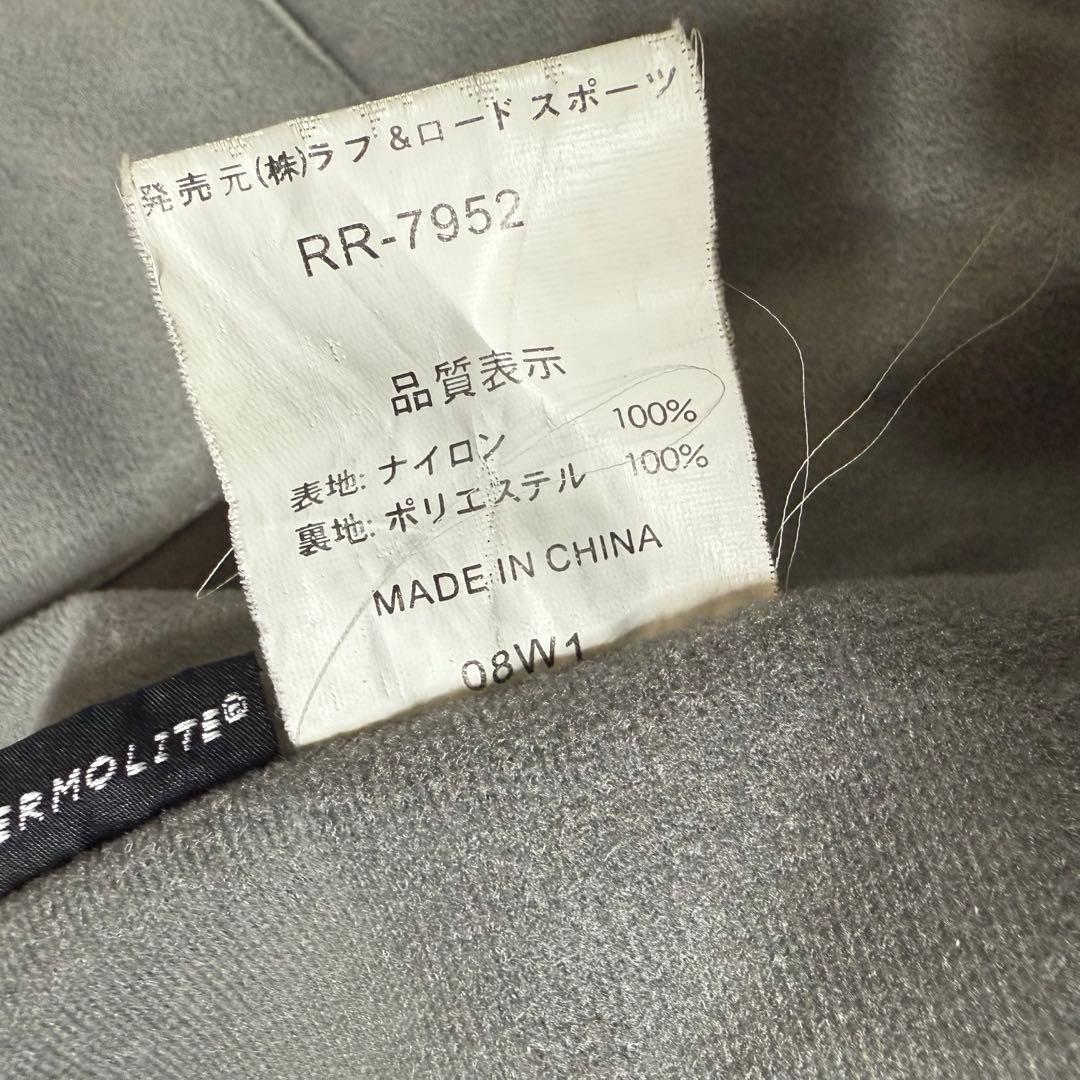 発売元(株)ラフ&ロード スポーツ
RR-7952
品質表示
表地: ナイロン 100%
裏地: ポリエステル 100%
MADE IN CHINA
08W1
ERMOLITE®